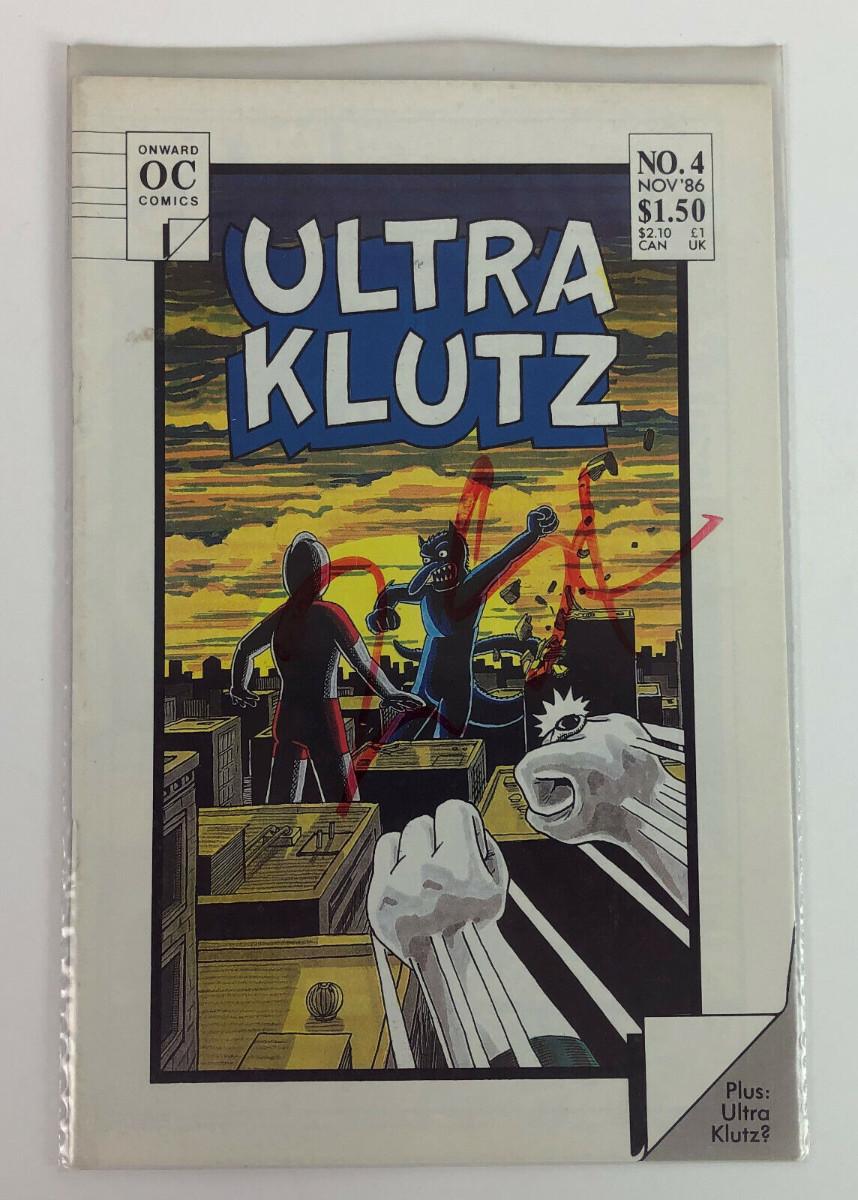 ONWARD
OC
COMICS
NO. 4
NOV '86
$1.50
$2.10 £1
CAN UK
ULTRA
KLUTZ
Plus:
Ultra
Klutz?